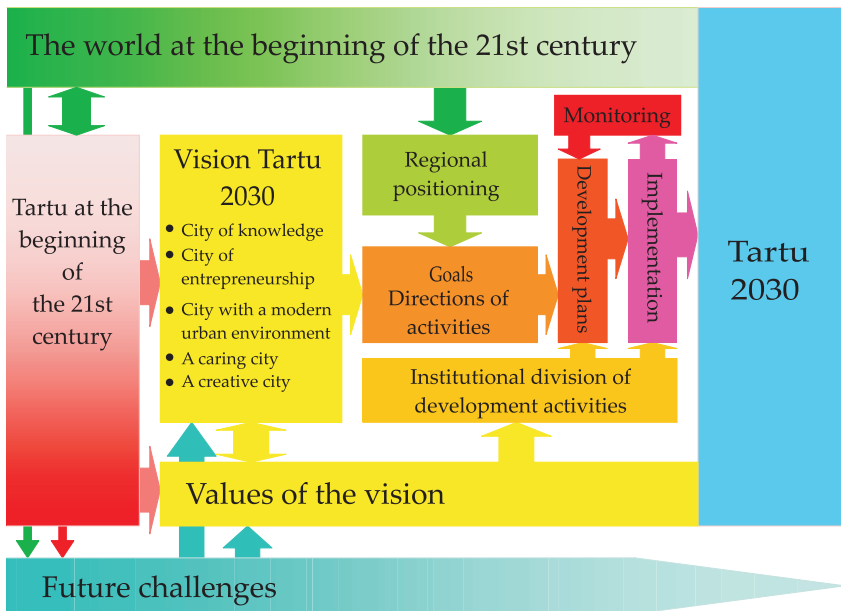 The world at the beginning of the 21st century
Tartu at the
beginning
of
the 21st
century
Vision Tartu
2030
• City of knowledge
• City of
entrepreneurship
• City with a modern
urban environment
• A caring city
• A creative city
Regional
positioning
Goals
Directions of
activities
Monitoring
Development plans
Implementation
Institutional division of
development activities
Tartu
2030
Values of the vision
Future challenges